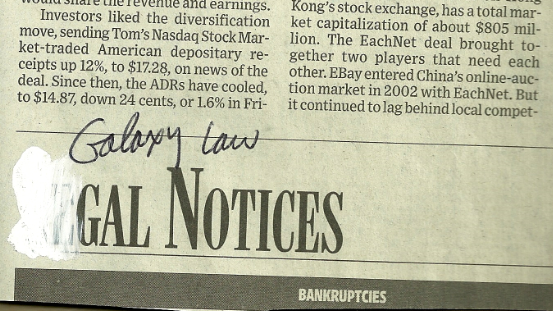 would share the revenue and earnings.
Investors liked the diversification
move, sending Tom's Nasdaq Stock Mar-
ket-traded American depositary re-
ceipts up 12%, to $17.28, on news of the
deal. Since then, the ADRs have cooled,
to $14.87, down 24 cents, or 1.6% in Fri-
Kong's stock exchange, has a total mar-
ket capitalization of about $805 mil-
lion. The EachNet deal brought to-
gether two players that need each
other. EBay entered China's online-auc-
tion market in 2002 with EachNet. But
it continued to lag behind local compet-
Galaxy Law
EGAL NOTICES
BANKRUPTCIES